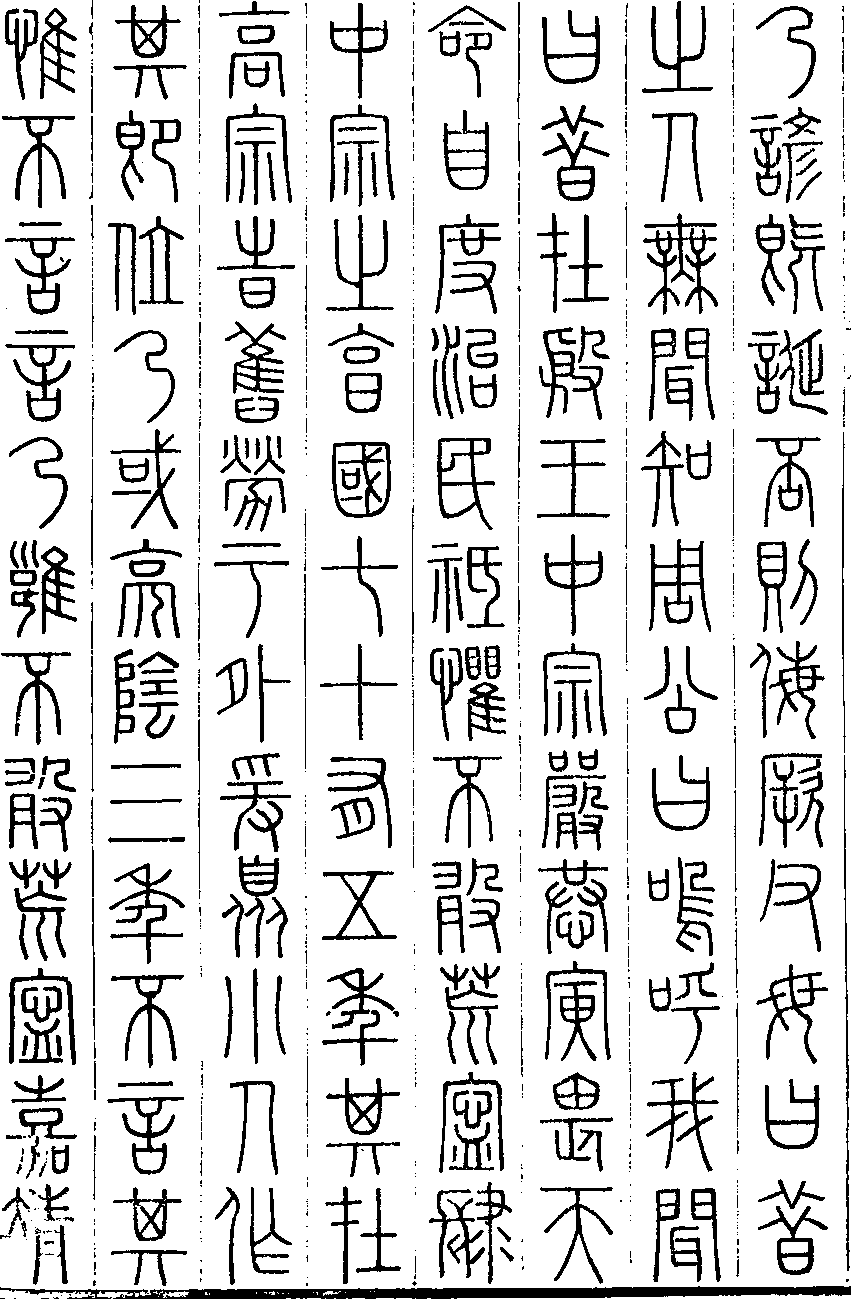 乃諺既誕否則侮厥父母曰昔
之人無聞知周公曰嗚呼我聞
曰昔在殷王中宗嚴恭寅畏天
命自度治民祗懼不敢荒寧肆
中宗之享國七十有五年其在
高宗時舊勞于外爰暨小人作
其即位乃或亮陰三年不言其
惟不言言乃雍不敢荒寧嘉靖